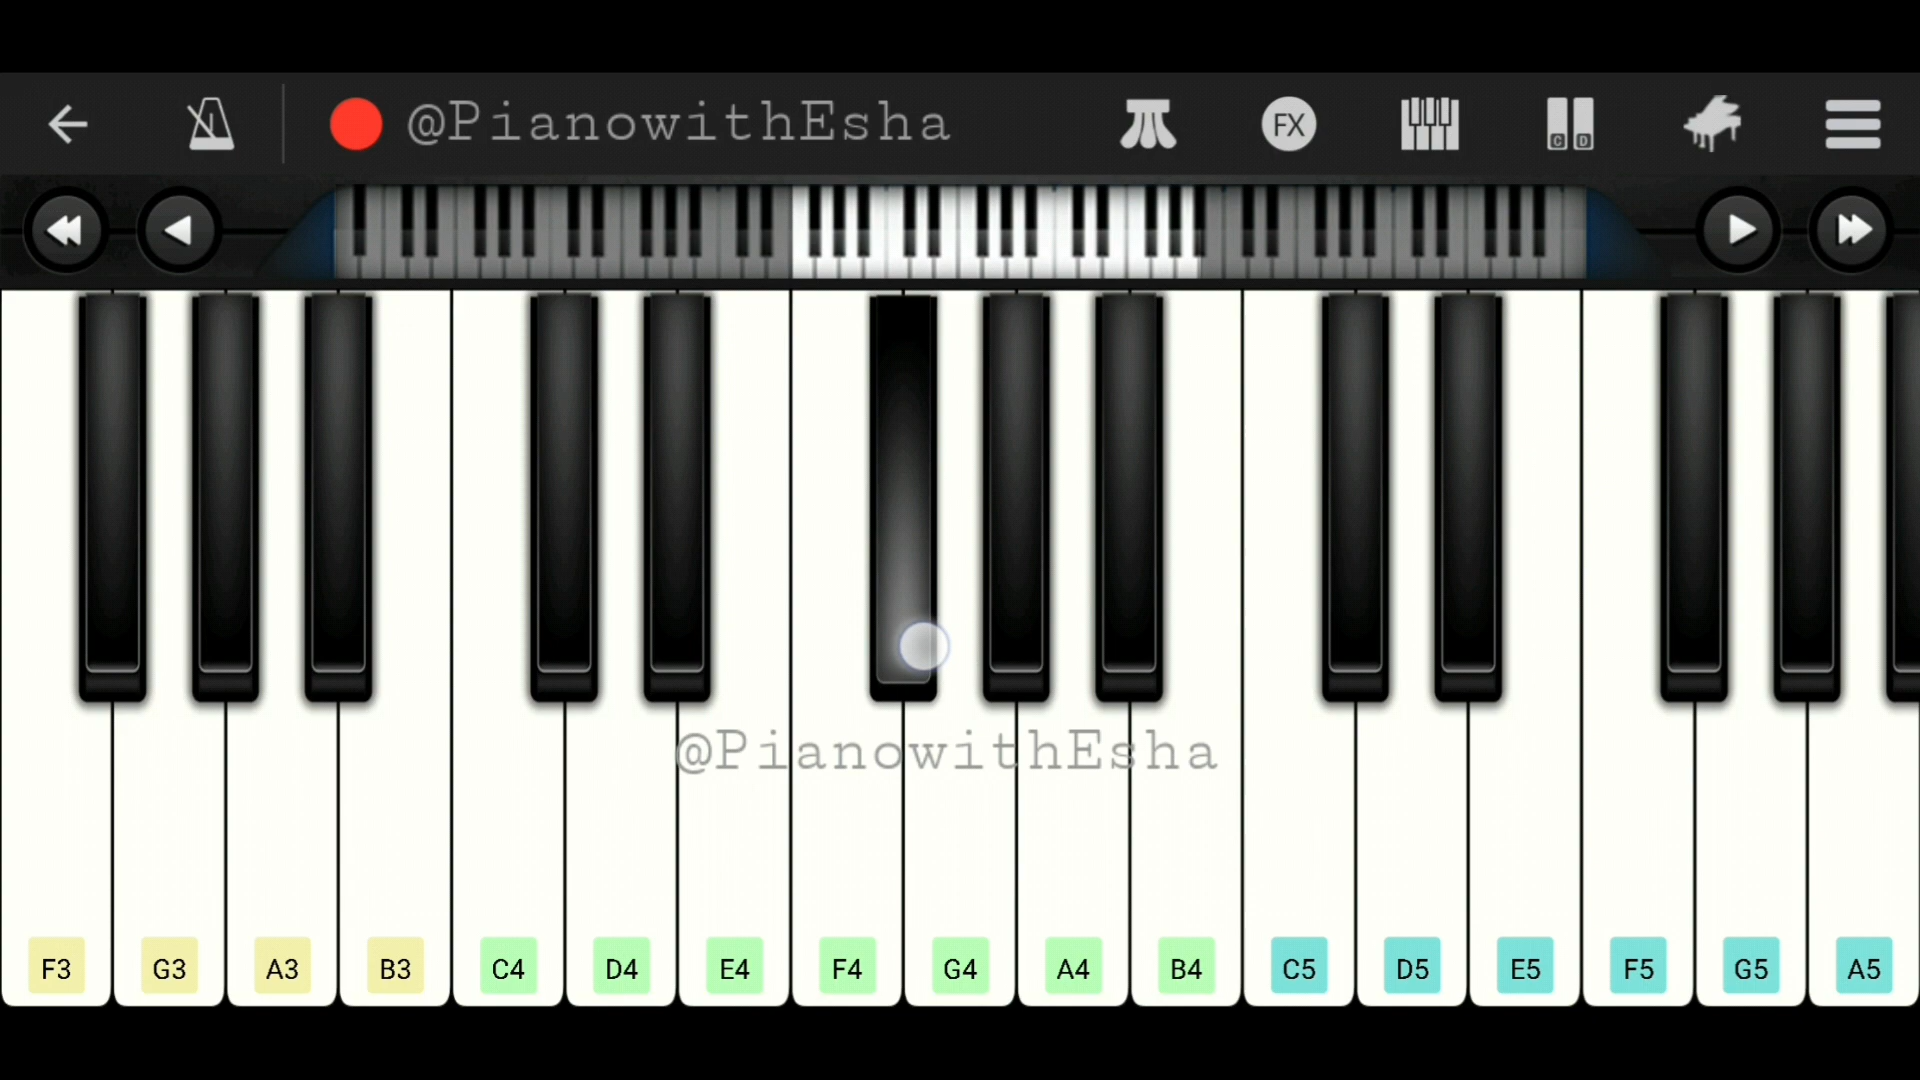 @PianowithEsha
FX
C D
@PianowithEsha
F3 G3 A3 B3 C4 D4 E4 F4 G4 A4 B4 C5 D5 E5 F5 G5 A5